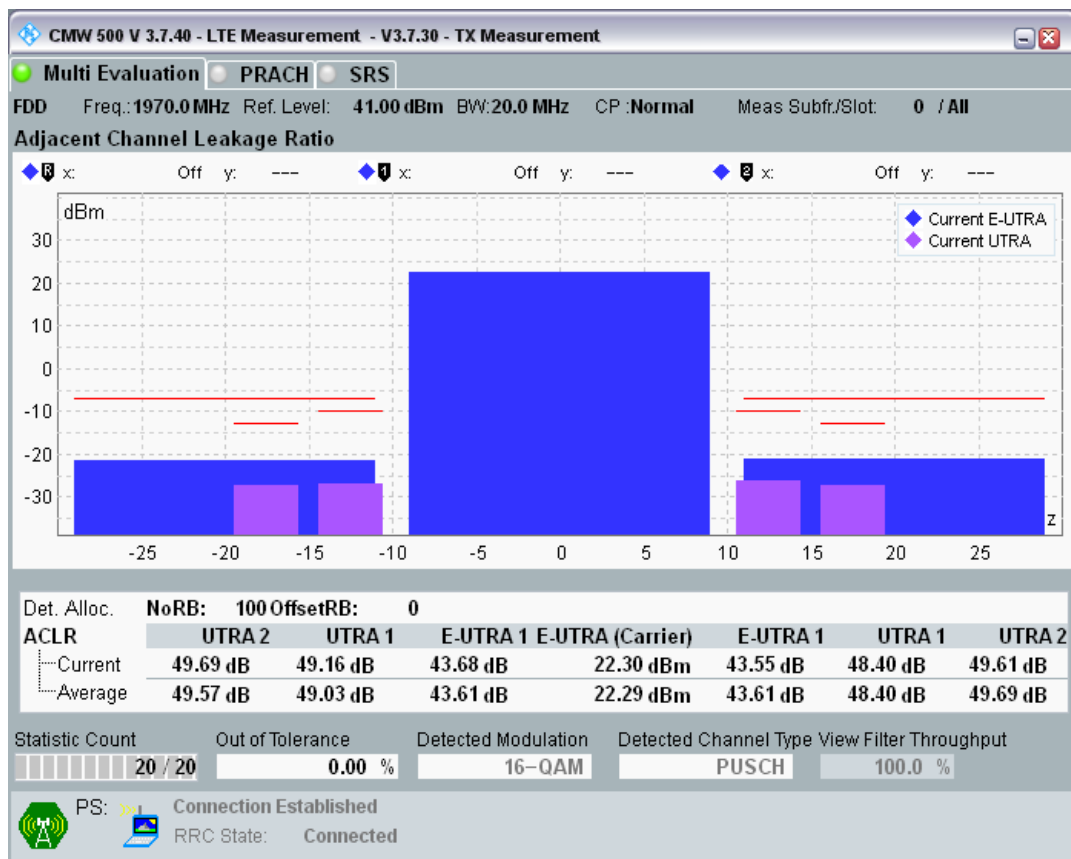 CMW 500 V 3.7.40 - LTE Measurement - V3.7.30 - TX Measurement
Multi Evaluation PRACH SRS
FDD Freq.:1970.0 MHz Ref. Level: 41.00 dBm BW:20.0 MHz CP :Normal Meas Subfr./Slot: 0 / All
Adjacent Channel Leakage Ratio
R x: Off y: --- 1 x: Off y: --- 2 x: Off y: ---
dBm
Current E-UTRA
Current UTRA
30
20
10
0
-10
-20
-30
z
-25 -20 -15 -10 -5 0 5 10 15 20 25
Det. Alloc. NoRB: 100 OffsetRB: 0
ACLR UTRA 2 UTRA 1 E-UTRA 1 E-UTRA (Carrier) E-UTRA 1 UTRA 1 UTRA 2
Current 49.69 dB 49.16 dB 43.68 dB 22.30 dBm 43.55 dB 48.40 dB 49.61 dB
Average 49.57 dB 49.03 dB 43.61 dB 22.29 dBm 43.61 dB 48.40 dB 49.69 dB
Statistic Count Out of Tolerance Detected Modulation Detected Channel Type View Filter Throughput
20 / 20 0.00 % 16-QAM PUSCH 100.0 %
PS: Connection Established
RRC State: Connected